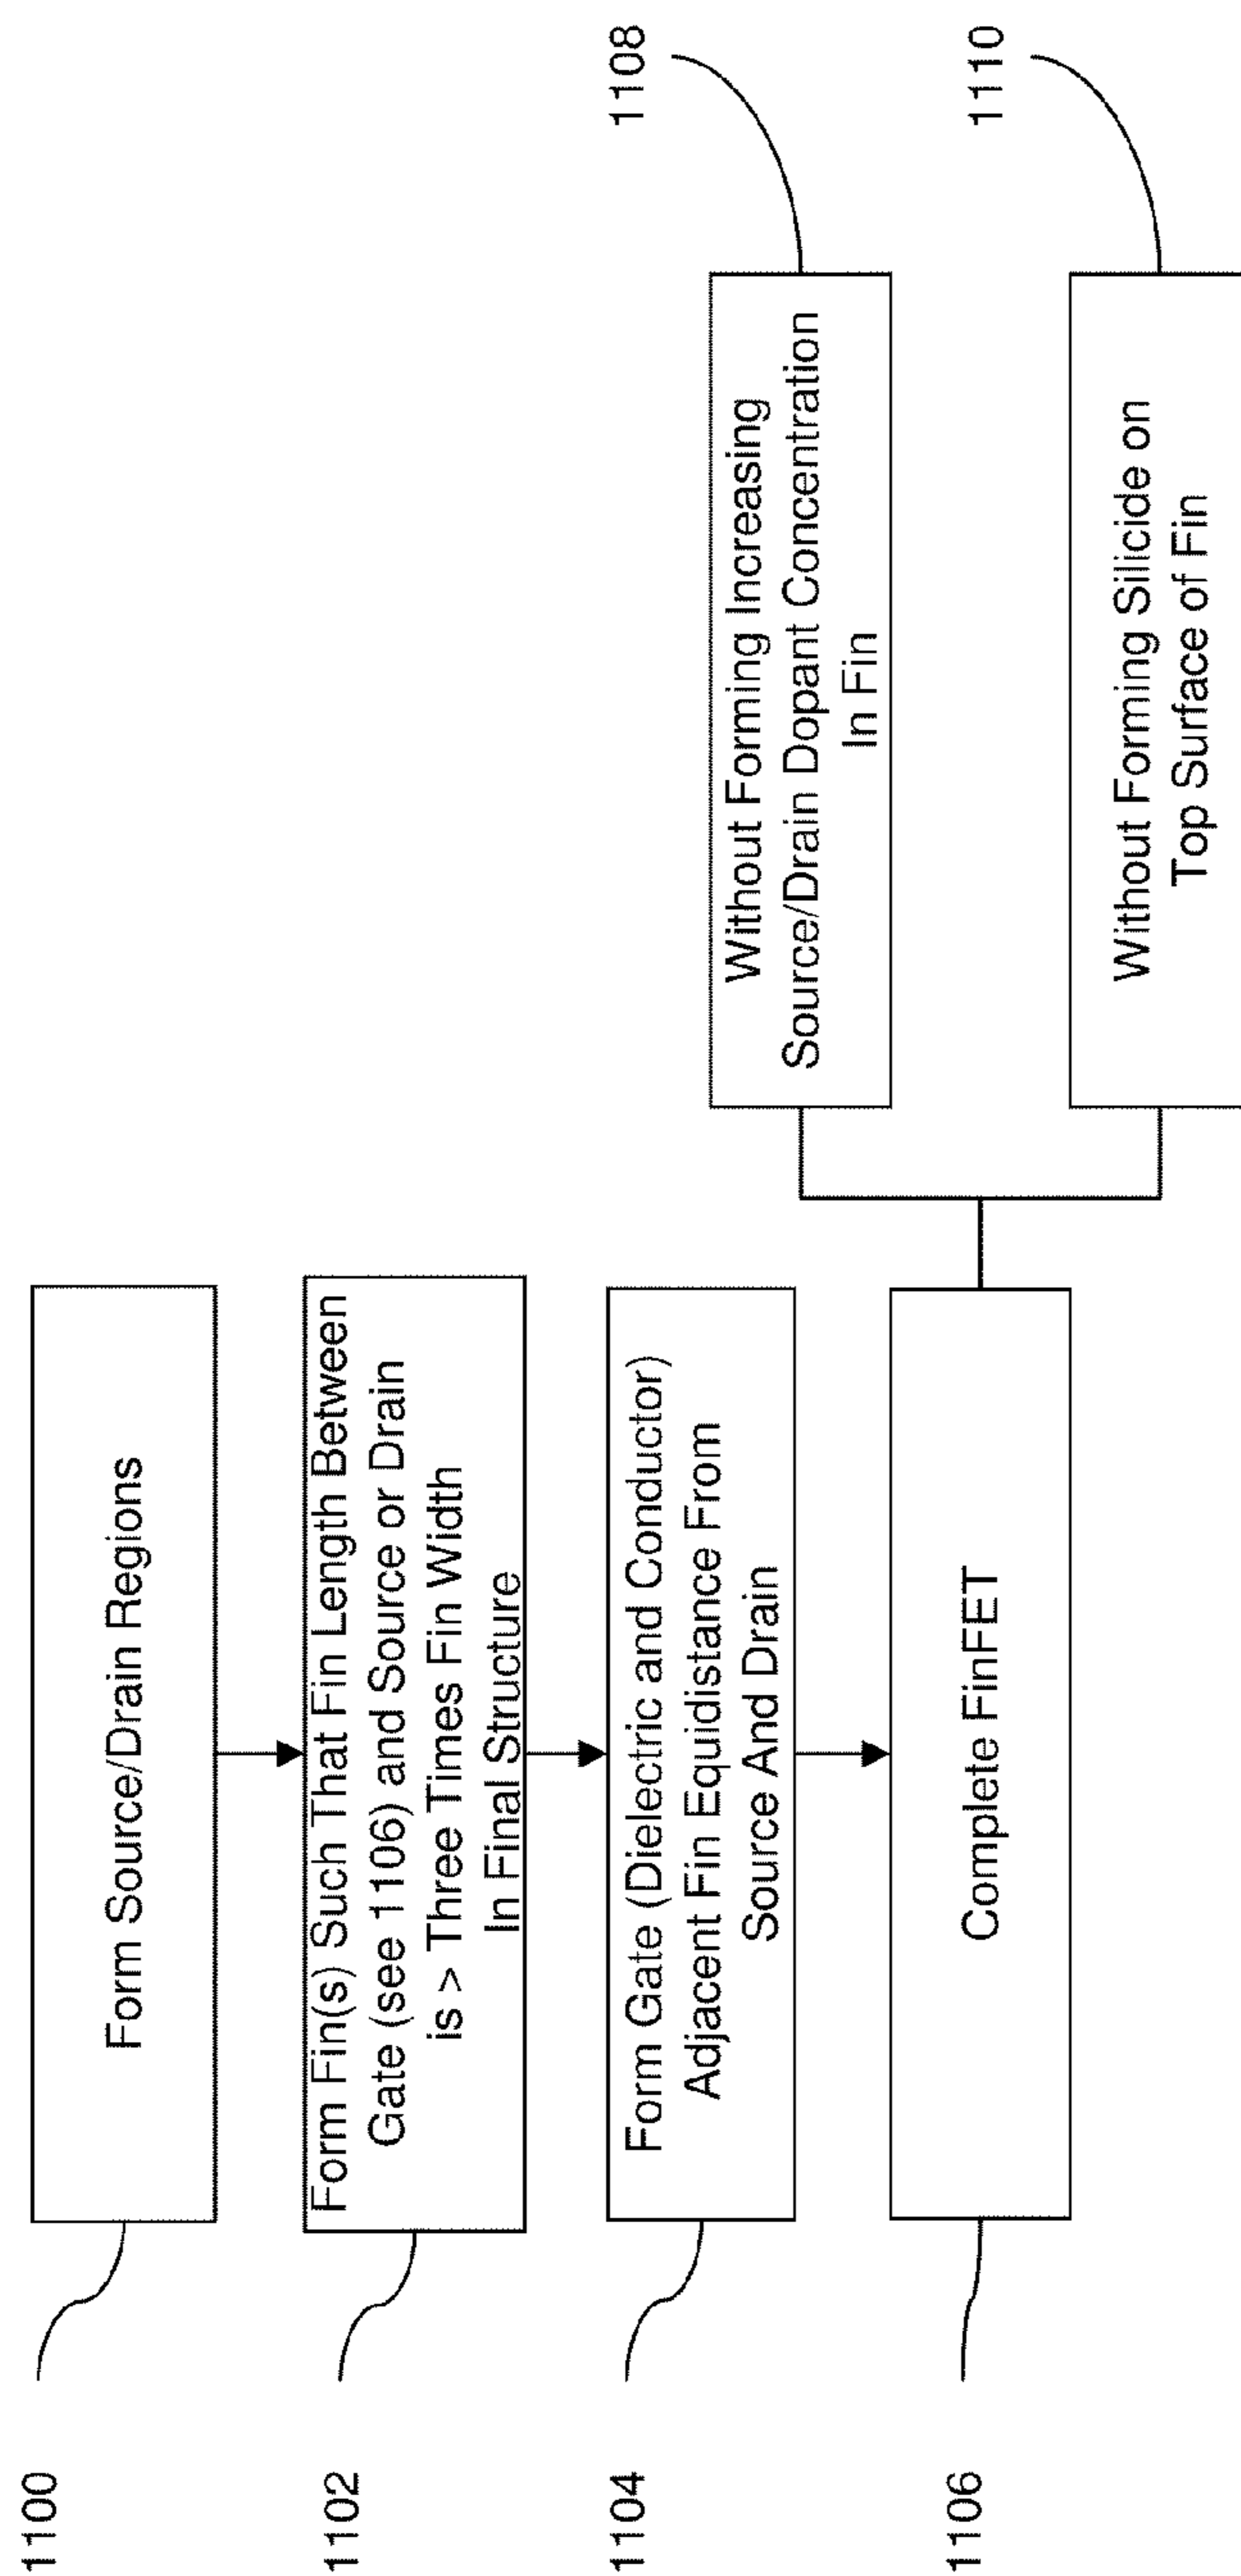 1100
Form Source/Drain Regions
1102
Form Fin(s) Such That Fin Length Between
Gate (see 1106) and Source or Drain
is > Three Times Fin Width
In Final Structure
1104
Form Gate (Dielectric and Conductor)
Adjacent Fin Equidistance From
Source And Drain
1106
Complete FinFET
Without Forming Increasing
Source/Drain Dopant Concentration
In Fin
1108
Without Forming Silicide on
Top Surface of Fin
1110